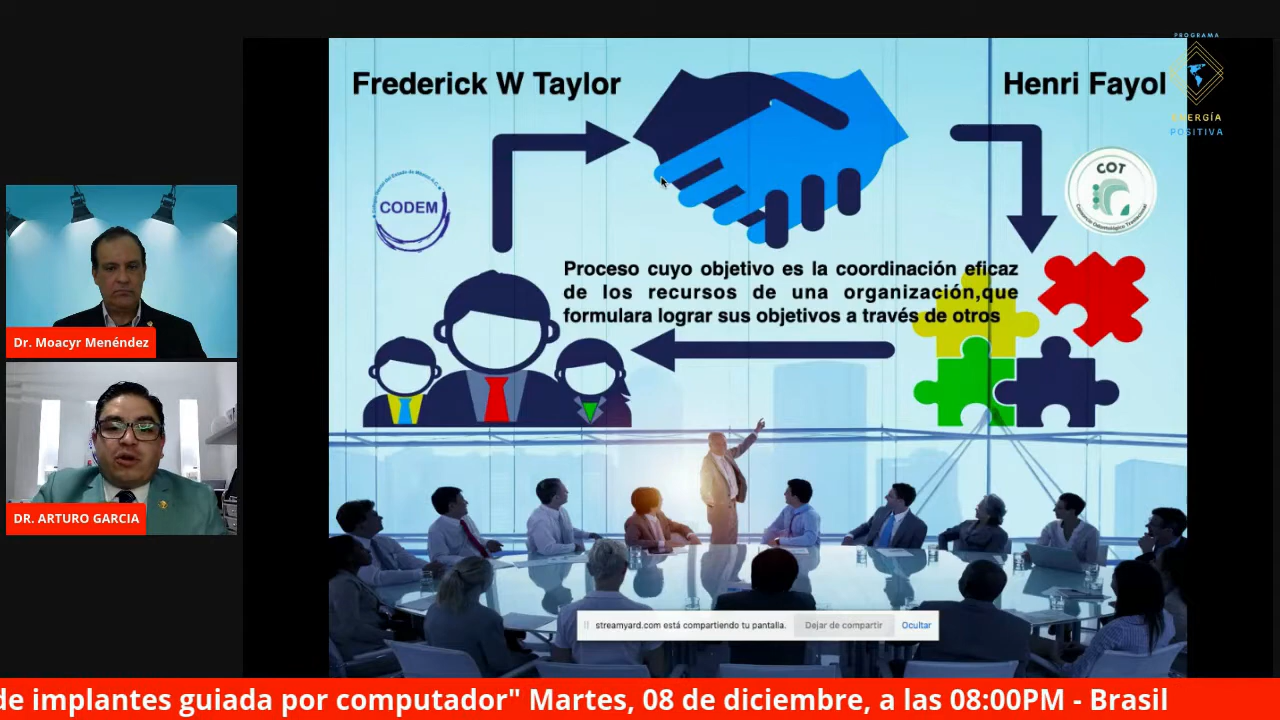 PROGRAMA
ENERGÍA
POSITIVA
Frederick W Taylor
Henri Fayol
CODEM
COT
Proceso cuyo objetivo es la coordinación eficaz
de los recursos de una organización,que
formulara lograr sus objetivos a través de otros
Dr. Moacyr Menéndez
DR. ARTURO GARCIA
streamyard.com está compartiendo tu pantalla.
Dejar de compartir
Ocultar
de implantes guiada por computador" Martes, 08 de diciembre, a las 08:00PM - Brasil